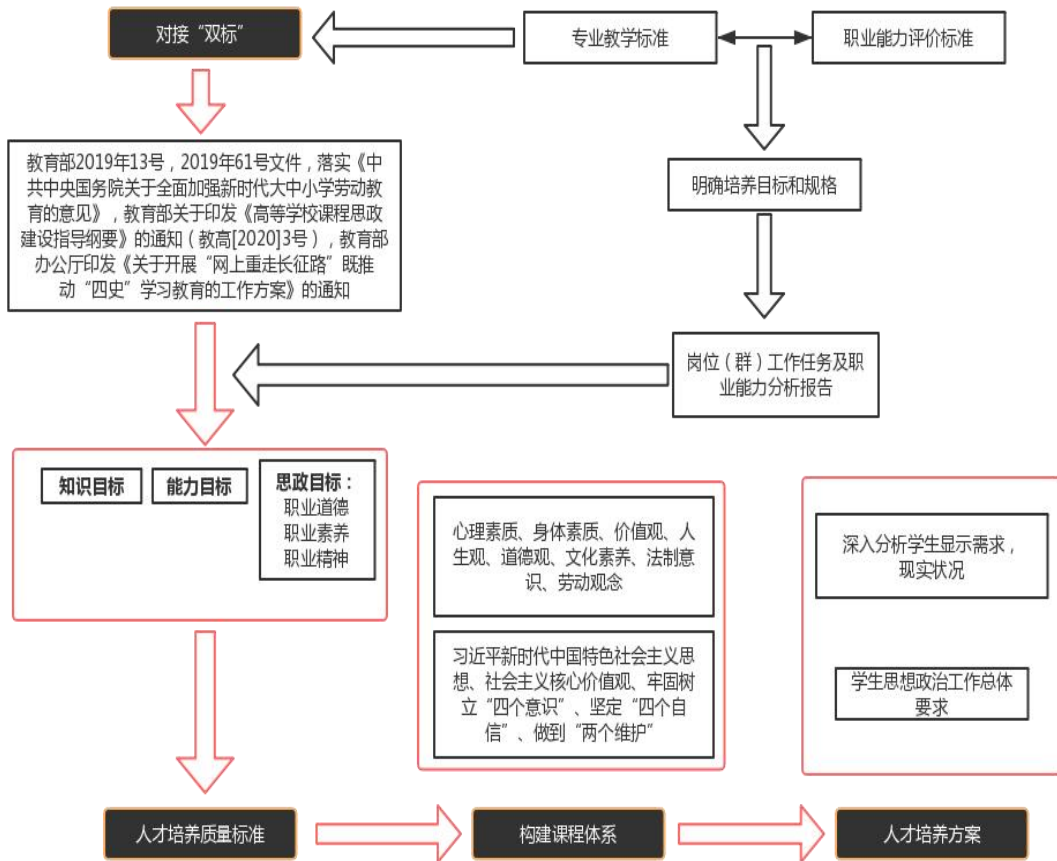 对接“双标”
专业教学标准
职业能力评价标准
教育部2019年13号，2019年61号文件，落实《中
共中央国务院关于全面加强新时代大中小学劳动教
育的意见》，教育部关于印发《高等学校课程思政
建设指导纲要》的通知（教高[2020]3号），教育部
办公厅印发《关于开展“网上重走长征路”既推
动“四史”学习教育的工作方案》的通知
明确培养目标和规格
岗位（群）工作任务及职
业能力分析报告
知识目标
能力目标
思政目标：
职业道德
职业素养
职业精神
心理素质、身体素质、价值观、人
生观、道德观、文化素养、法制意
识、劳动观念
习近平新时代中国特色社会主义思
想、社会主义核心价值观、牢固树
立“四个意识”、坚定“四个自
信”、做到“两个维护”
深入分析学生显示需求，
现实状况
学生思想政治工作总体
要求
人才培养质量标准
构建课程体系
人才培养方案